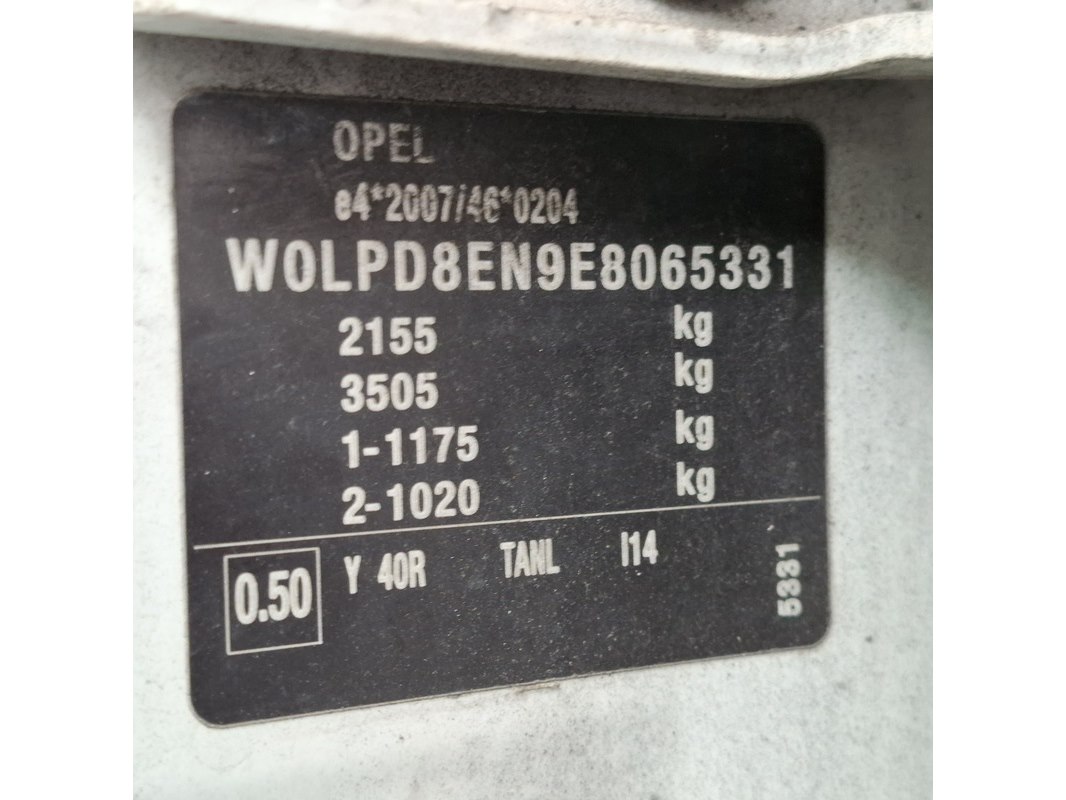 OPEL
e4*2007/46*0204
W0LPD8EN9E8065331
2155 kg
3505 kg
1-1175 kg
2-1020 kg
0.50 Y 40R TANL I14
5331